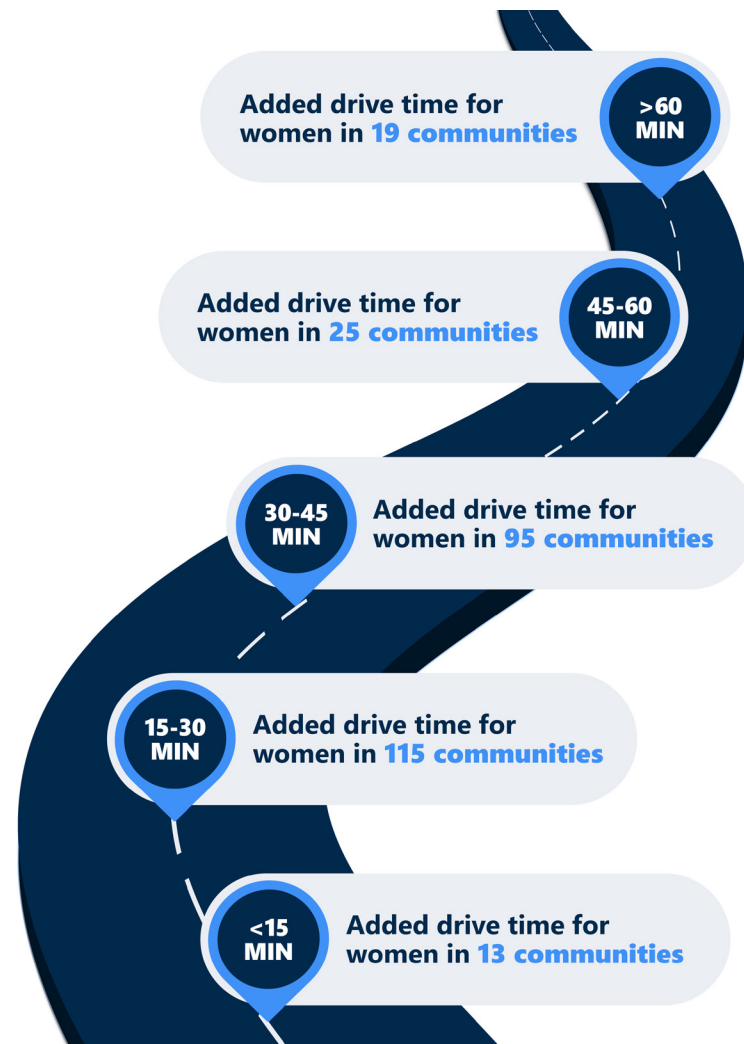 Added drive time for
women in 19 communities
>60
MIN
Added drive time for
women in 25 communities
45-60
MIN
30-45
MIN
Added drive time for
women in 95 communities
15-30
MIN
Added drive time for
women in 115 communities
<15
MIN
Added drive time for
women in 13 communities